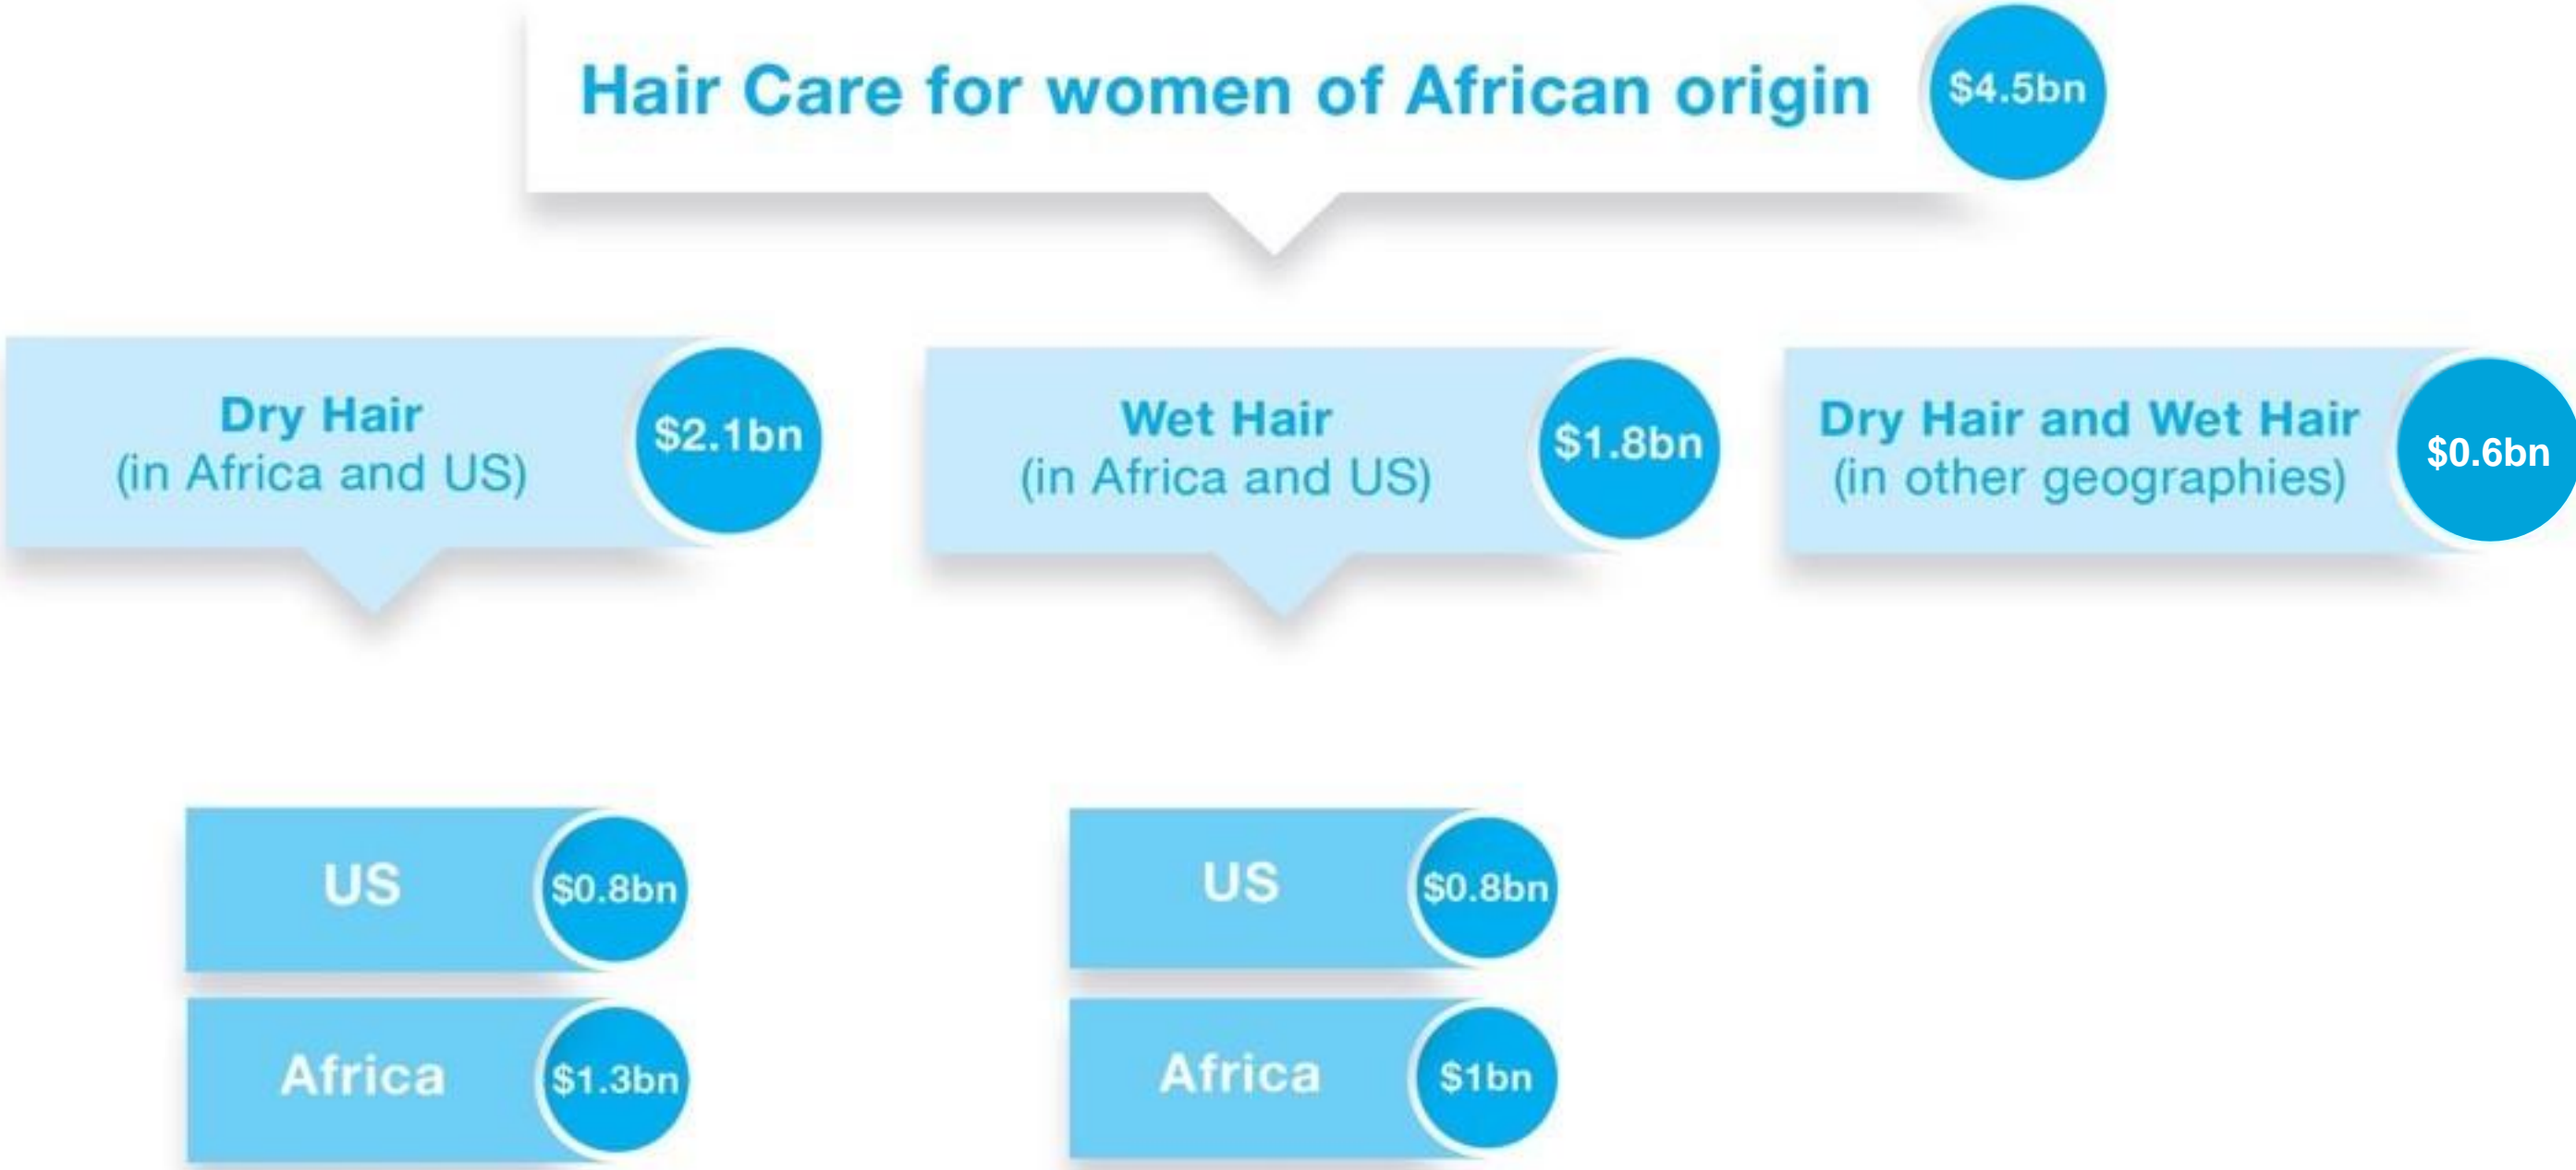 Hair Care for women of African origin
$4.5bn
Dry Hair
(in Africa and US)
$2.1bn
Wet Hair
(in Africa and US)
$1.8bn
Dry Hair and Wet Hair
(in other geographies)
$0.6bn
US
$0.8bn
Africa
$1.3bn
US
$0.8bn
Africa
$1bn